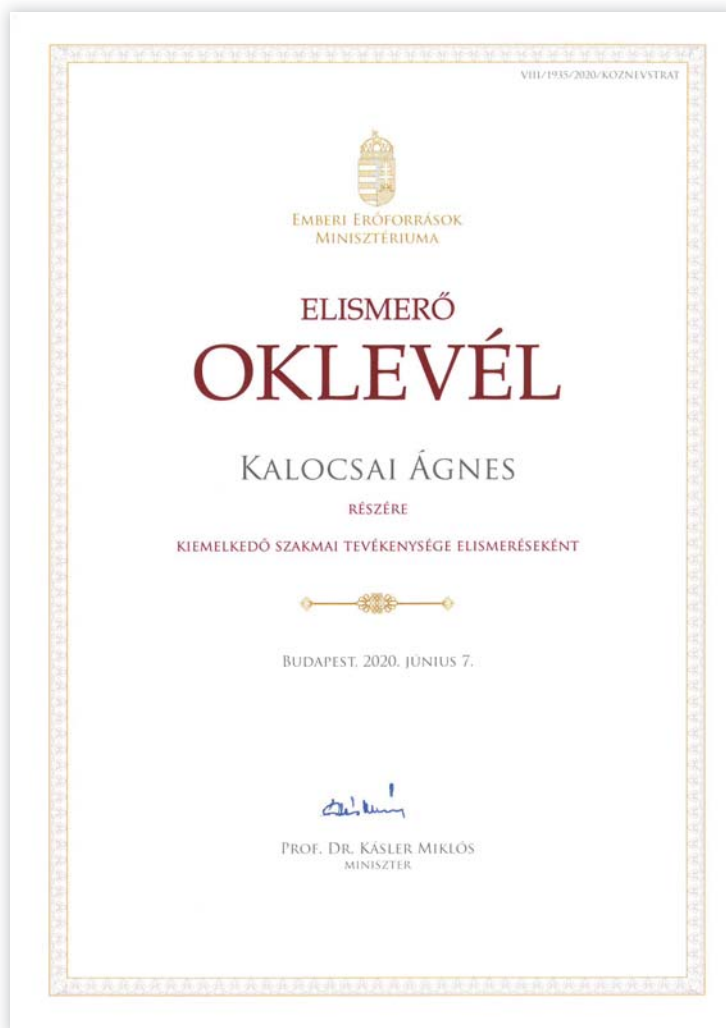 VIII/1935/2020/KOZNEVSTRAT
EMBERI ERŐFORRÁSOK
MINISZTÉRIUMA
ELISMERŐ
OKLEVÉL
KALOCSAI ÁGNES
RÉSZÉRE
KIEMELKEDŐ SZAKMAI TEVÉKENYSÉGE ELISMERÉSEKÉNT
BUDAPEST, 2020. JÚNIUS 7.
PROF. DR. KÁSLER MIKLÓS
MINISZTER